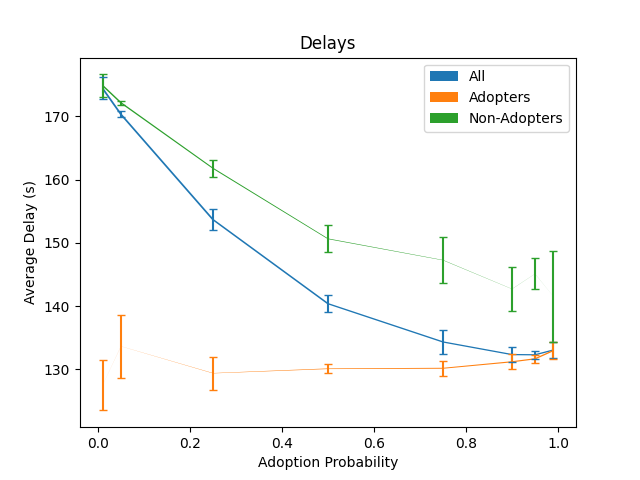 Delays
All
Adopters
Non-Adopters
Average Delay (s)
170
160
150
140
130
0.0 0.2 0.4 0.6 0.8 1.0
Adoption Probability